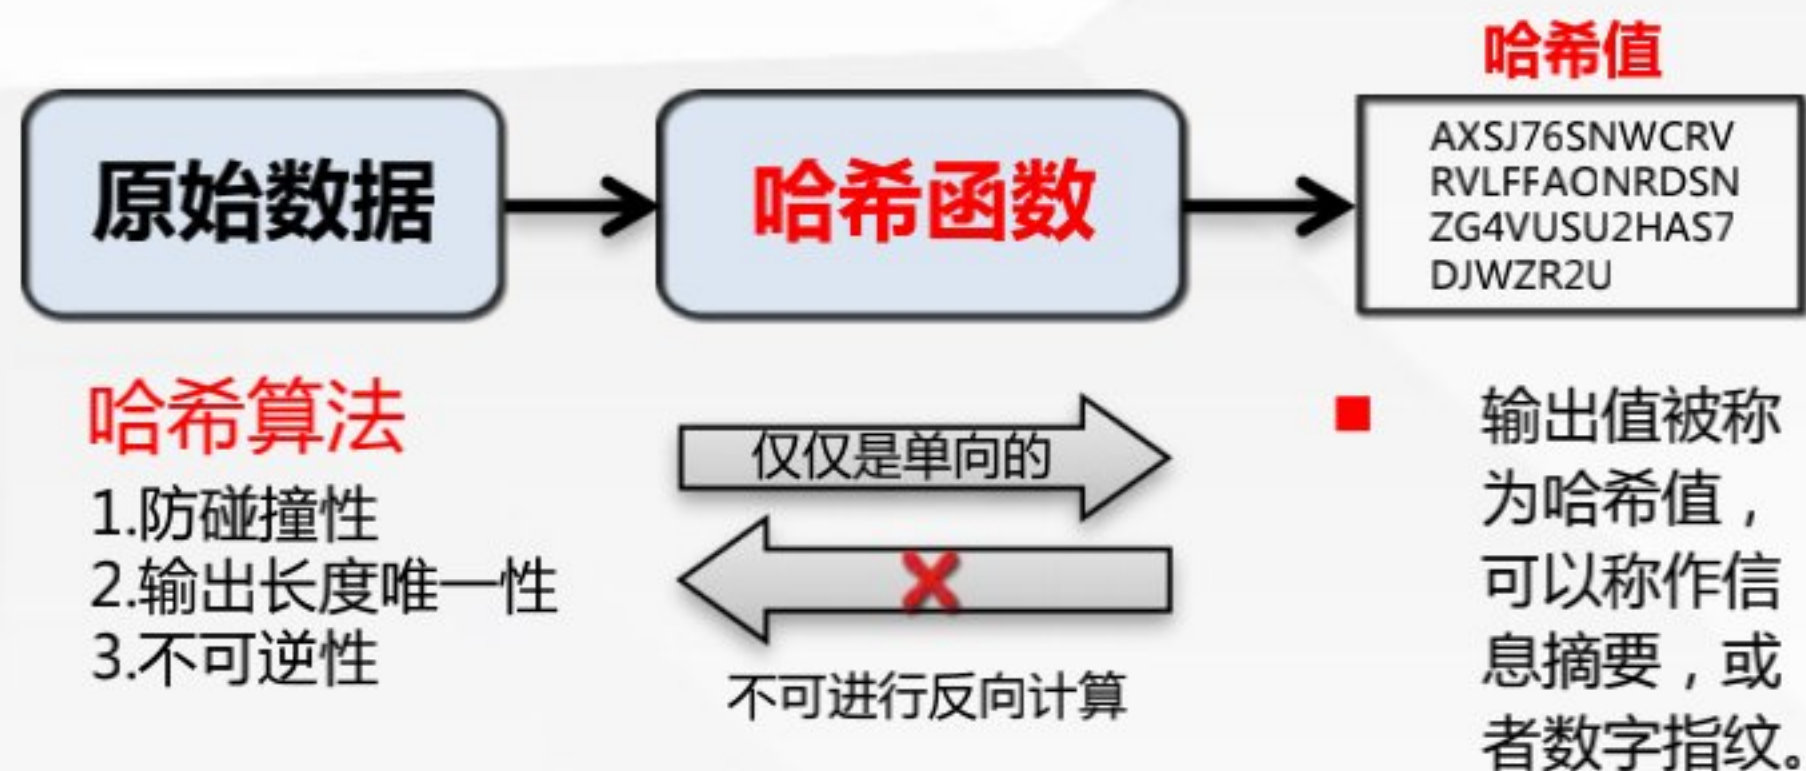 哈希值
原始数据
哈希函数
AXSJ76SNWCRV
RVLFFAONRDSN
ZG4VUSU2HAS7
DJWZR2U
哈希算法
1.防碰撞性
2.输出长度唯一性
3.不可逆性
仅仅是单向的
不可进行反向计算
输出值被称
为哈希值，
可以称作信
息摘要，或
者数字指纹。